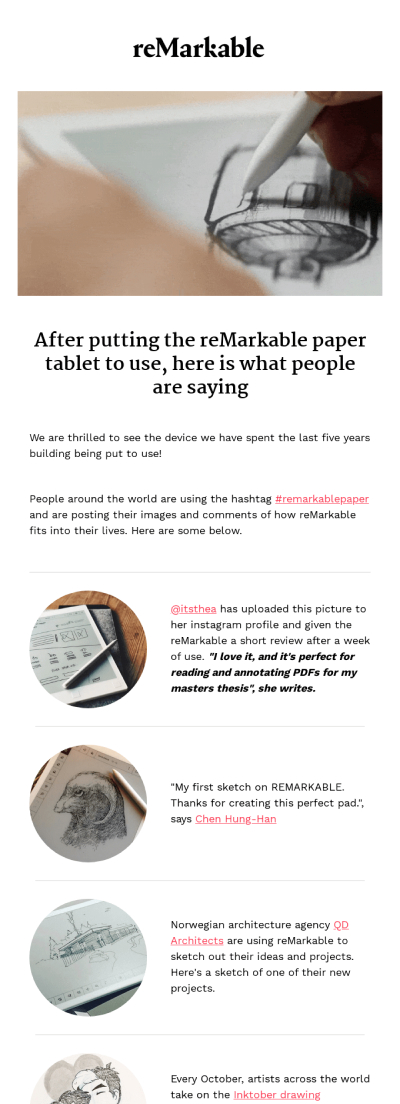 reMarkable
After putting the reMarkable paper
tablet to use, here is what people
are saying
We are thrilled to see the device we have spent the last five years
building being put to use!
People around the world are using the hashtag #remarkablepaper
and are posting their images and comments of how reMarkable
fits into their lives. Here are some below.
@itsthea has uploaded this picture to
her instagram profile and given the
reMarkable a short review after a week
of use. "I love it, and it's perfect for
reading and annotating PDFs for my
masters thesis", she writes.
"My first sketch on REMARKABLE.
Thanks for creating this perfect pad.",
says Chen Hung-Han
Norwegian architecture agency QD
Architects are using reMarkable to
sketch out their ideas and projects.
Here's a sketch of one of their new
projects.
Every October, artists across the world
take on the Inktober drawing